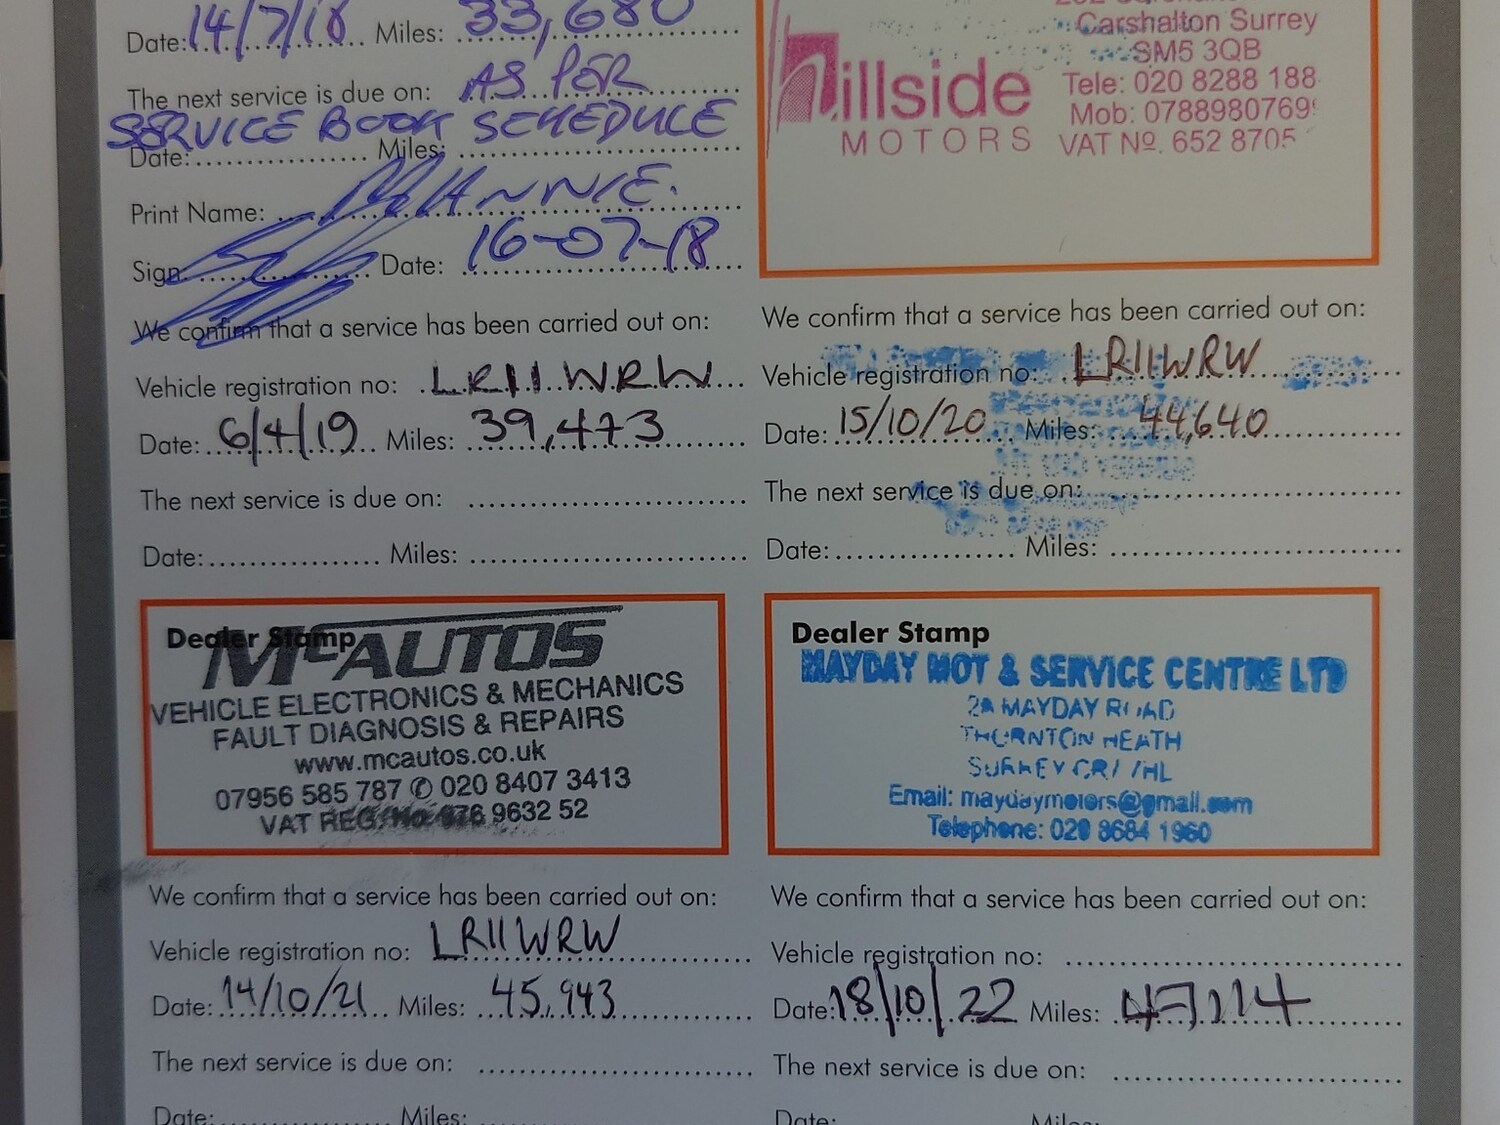 Date: 14/7/18 Miles: 33,680
The next service is due on: AS PER
SERVICE BOOK SCHEDULE
Date: Miles:
Print Name: MANNIE.
Sign Date: 16-07-18
Carshalton Surrey
SM5 3QB
Hillside
MOTORS
Tele: 020 8288 188
Mob: 0788980769
VAT Nº. 652 8705
We confirm that a service has been carried out on:
Vehicle registration no: LR11 WRW
Date: 6/4/19 Miles: 39,473
The next service is due on:
Date: Miles:
Dealer Stamp
McAUTOS
VEHICLE ELECTRONICS & MECHANICS
FAULT DIAGNOSIS & REPAIRS
www.mcautos.co.uk
07956 585 787 ✆ 020 8407 3413
VAT REG. No 976 9632 52
We confirm that a service has been carried out on:
Vehicle registration no: LR11WRW
Date: 15/10/20 Miles: 44,640
The next service is due on:
Date: Miles:
Dealer Stamp
MAYDAY MOT & SERVICE CENTRE LTD
2A MAYDAY ROAD
THORNTON HEATH
SURREY CR7 7HL
Email: maydaymotors@gmail.com
Telephone: 020 8684 1960
We confirm that a service has been carried out on:
Vehicle registration no: LR11WRW
Date: 14/10/21 Miles: 45,943
The next service is due on:
Date: Miles:
We confirm that a service has been carried out on:
Vehicle registration no:
Date: 18/10/22 Miles: 47,114
The next service is due on:
Date: Miles: